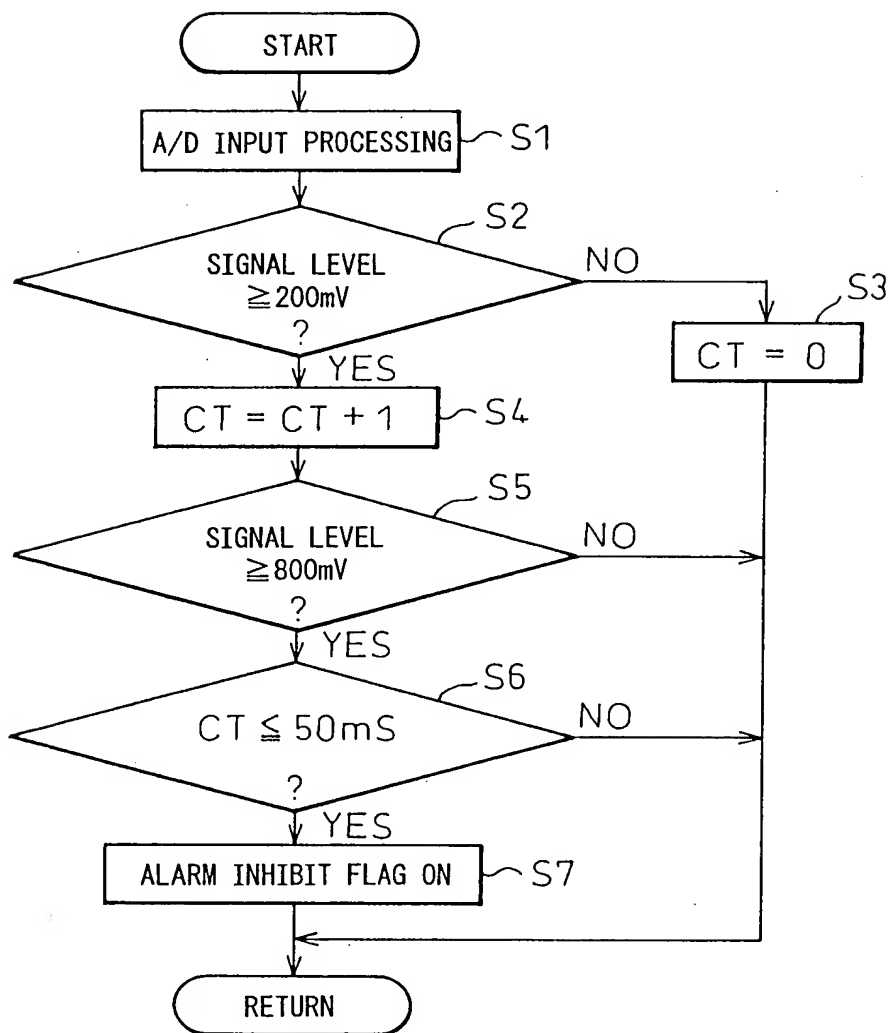 START
A/D INPUT PROCESSING
S1
S2
SIGNAL LEVEL
≧200mV
?
NO
S3
CT = 0
YES
CT = CT + 1
S4
S5
SIGNAL LEVEL
≧800mV
?
NO
YES
S6
CT ≦ 50mS
?
NO
YES
ALARM INHIBIT FLAG ON
S7
RETURN